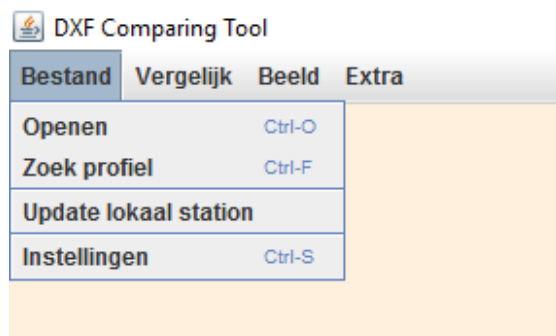 DXF Comparing Tool
Bestand Vergelijk Beeld Extra
Openen Ctrl-O
Zoek profiel Ctrl-F
Update lokaal station
Instellingen Ctrl-S